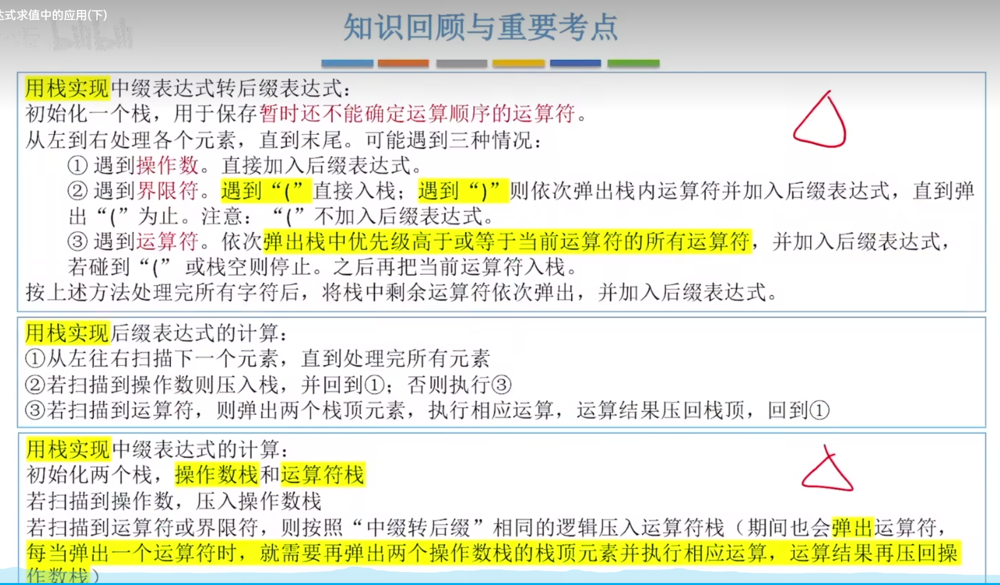 达式求值中的应用(下)
bilibili
知识回顾与重要考点
用栈实现中缀表达式转后缀表达式：
初始化一个栈，用于保存暂时还不能确定运算顺序的运算符。
从左到右处理各个元素，直到末尾。可能遇到三种情况：
① 遇到操作数。直接加入后缀表达式。
② 遇到界限符。遇到“(”直接入栈；遇到“)”则依次弹出栈内运算符并加入后缀表达式，直到弹
出“(”为止。注意：“(”不加入后缀表达式。
③ 遇到运算符。依次弹出栈中优先级高于或等于当前运算符的所有运算符，并加入后缀表达式，
若碰到“(” 或栈空则停止。之后再把当前运算符入栈。
按上述方法处理完所有字符后，将栈中剩余运算符依次弹出，并加入后缀表达式。
用栈实现后缀表达式的计算：
①从左往右扫描下一个元素，直到处理完所有元素
②若扫描到操作数则压入栈，并回到①；否则执行③
③若扫描到运算符，则弹出两个栈顶元素，执行相应运算，运算结果压回栈顶，回到①
用栈实现中缀表达式的计算：
初始化两个栈，操作数栈和运算符栈
若扫描到操作数，压入操作数栈
若扫描到运算符或界限符，则按照“中缀转后缀”相同的逻辑压入运算符栈（期间也会弹出运算符，
每当弹出一个运算符时，就需要再弹出两个操作数栈的栈顶元素并执行相应运算，运算结果再压回操
作数栈）